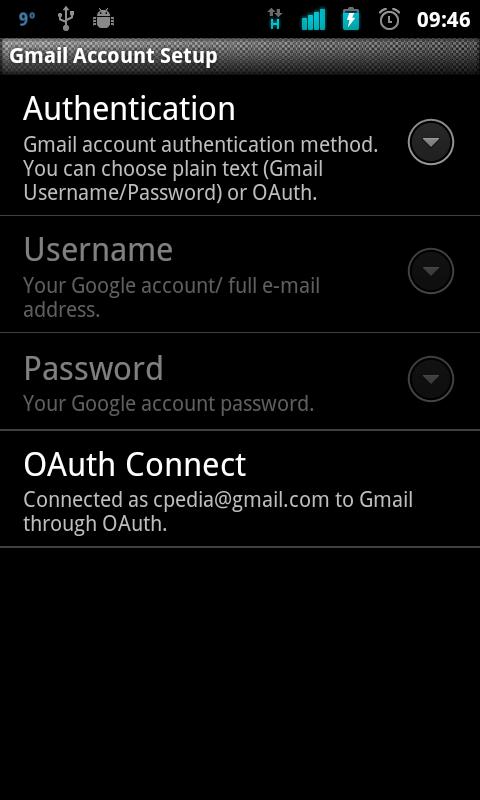 9° H 09:46
Gmail Account Setup
Authentication
Gmail account authentication method.
You can choose plain text (Gmail
Username/Password) or OAuth.
Username
Your Google account/ full e-mail
address.
Password
Your Google account password.
OAuth Connect
Connected as cpedia@gmail.com to Gmail
through OAuth.